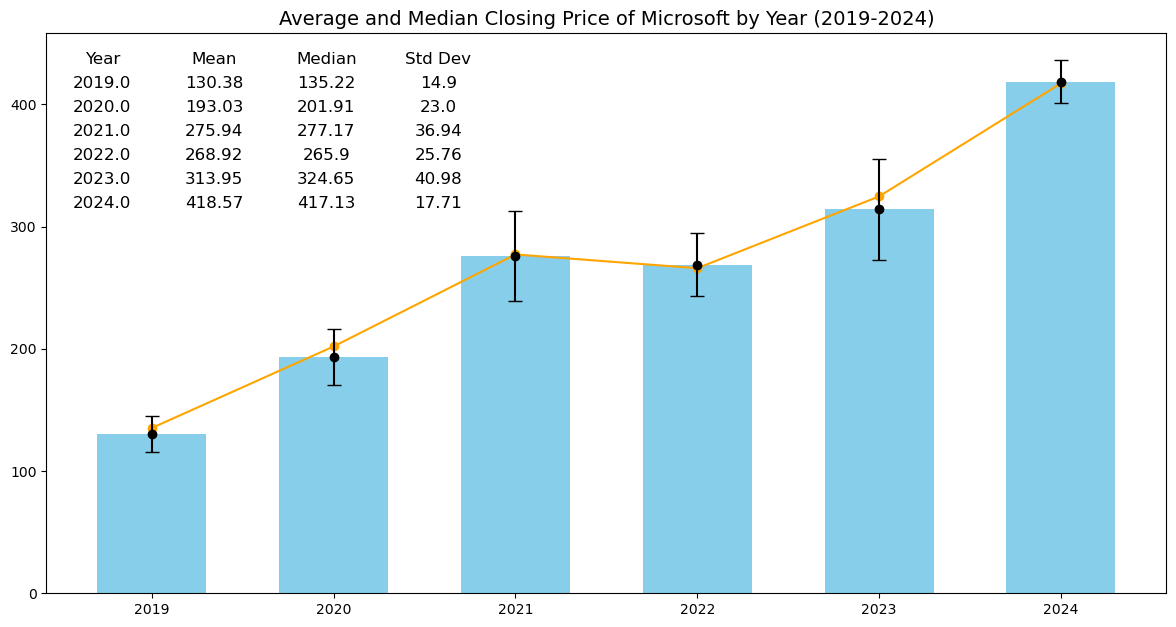 Average and Median Closing Price of Microsoft by Year (2019-2024)
Year Mean Median Std Dev
2019.0 130.38 135.22 14.9
2020.0 193.03 201.91 23.0
2021.0 275.94 277.17 36.94
2022.0 268.92 265.9 25.76
2023.0 313.95 324.65 40.98
2024.0 418.57 417.13 17.71
400
300
200
100
0
2019 2020 2021 2022 2023 2024